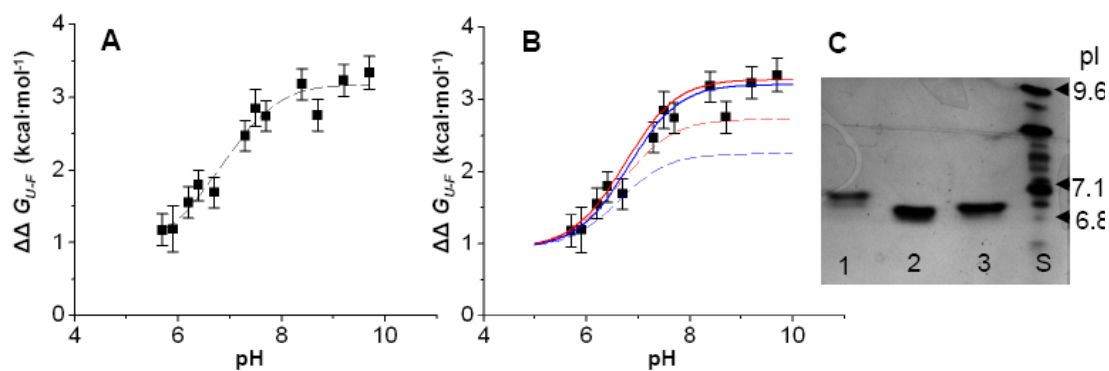 A
B
C
ΔΔ G_U-F (kcal·mol⁻¹)
4
3
2
1
0
4 6 8 10
pH
ΔΔ G_U-F (kcal·mol⁻¹)
4
3
2
1
0
4 6 8 10
pH
pI
9.6
7.1
6.8
1 2 3 S